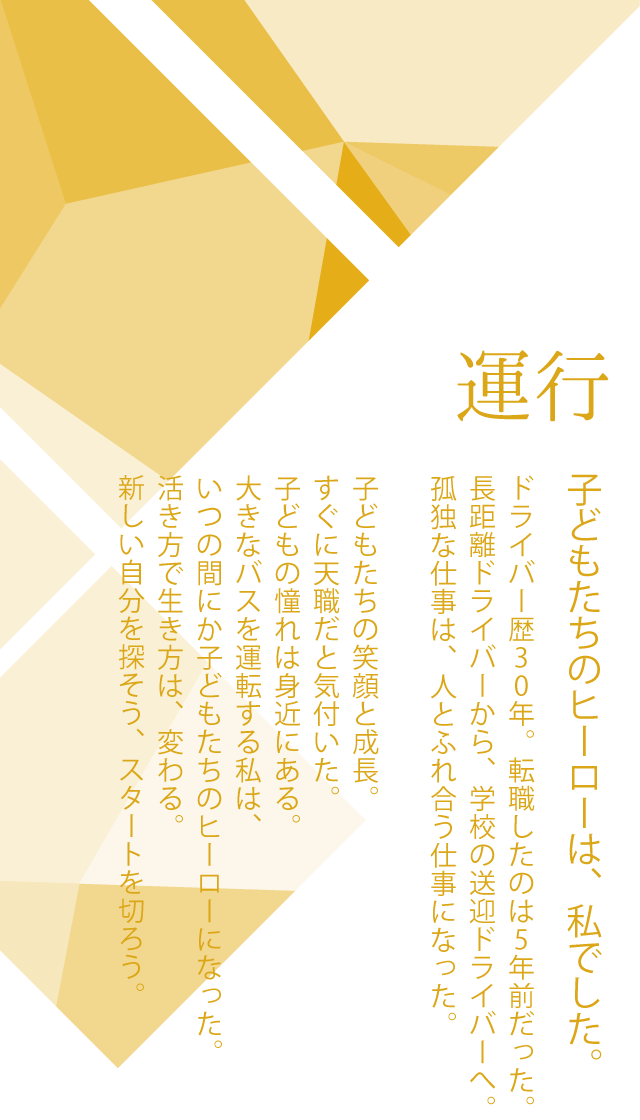 運行
子どもたちのヒーローは、私でした。
ドライバー歴30年。転職したのは5年前だった。
長距離ドライバーから、学校の送迎ドライバーへ。
孤独な仕事は、人とふれ合う仕事になった。
子どもたちの笑顔と成長。
すぐに天職だと気付いた。
子どもの憧れは身近にある。
大きなバスを運転する私は、
いつの間にか子どもたちのヒーローになった。
活き方で生き方は、変わる。
新しい自分を探そう、スタートを切ろう。